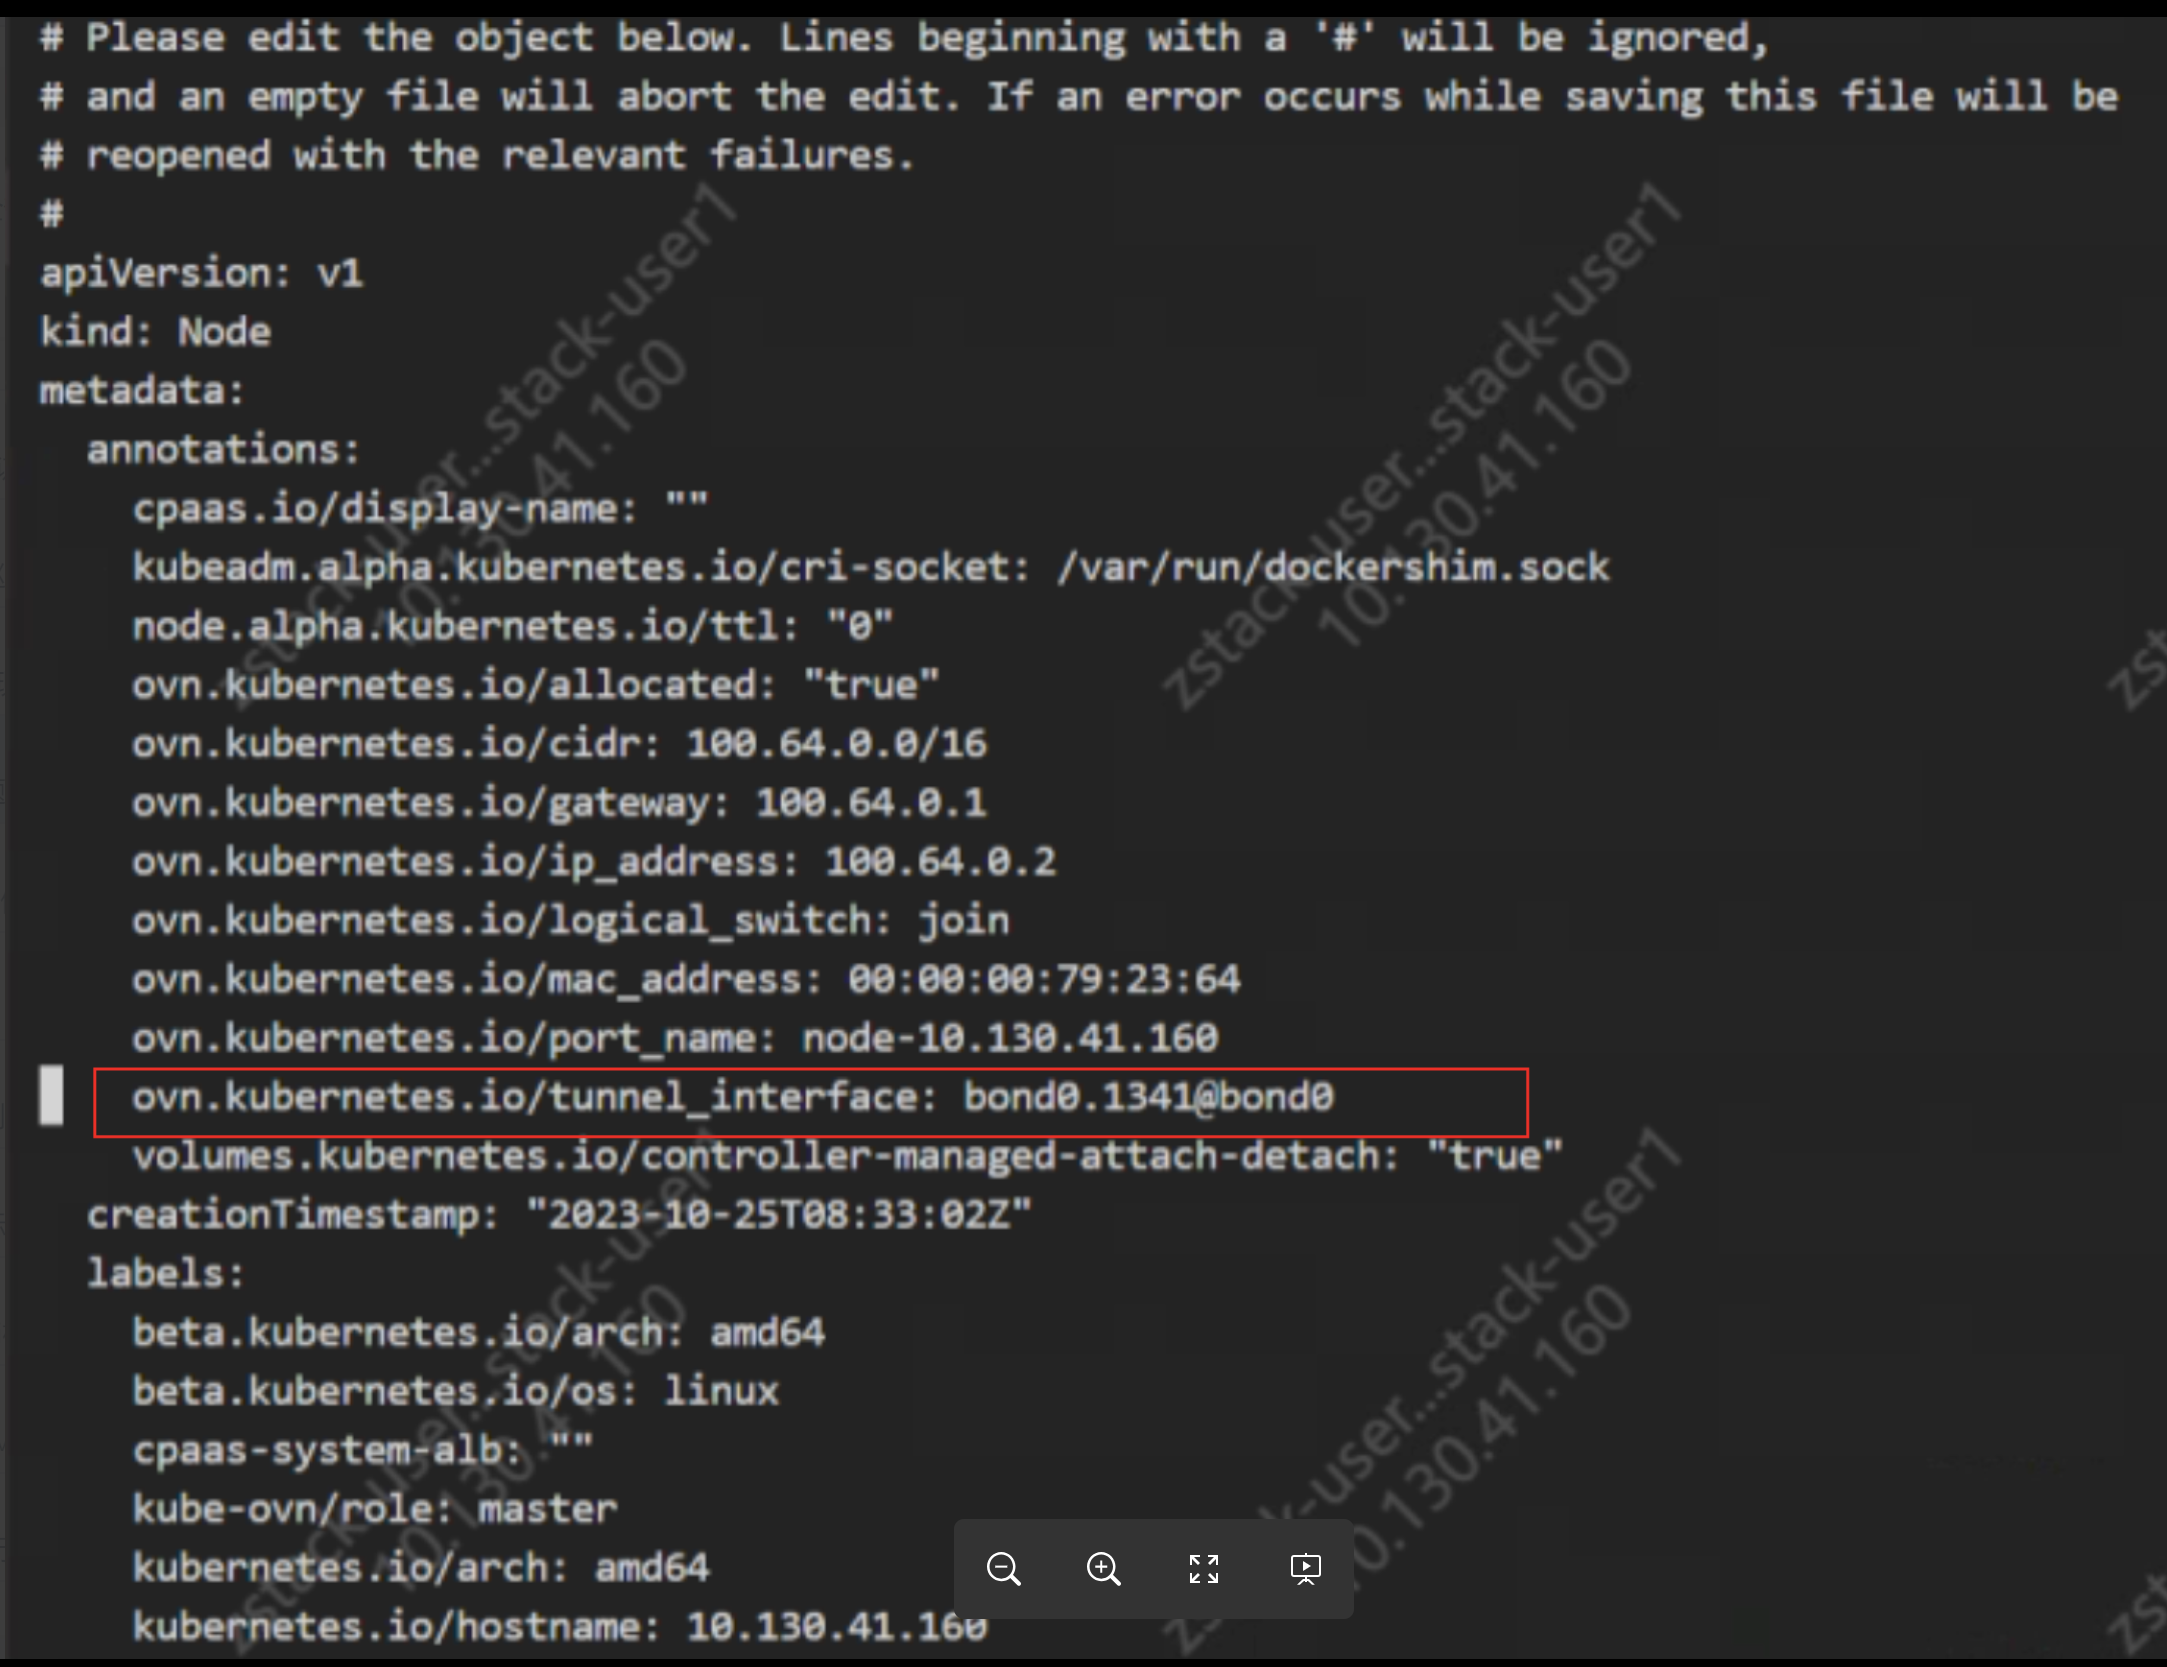 # Please edit the object below. Lines beginning with a '#' will be ignored,
# and an empty file will abort the edit. If an error occurs while saving this file will be
# reopened with the relevant failures.
#
apiVersion: v1
kind: Node
metadata:
  annotations:
    cpaas.io/display-name: ""
    kubeadm.alpha.kubernetes.io/cri-socket: /var/run/dockershim.sock
    node.alpha.kubernetes.io/ttl: "0"
    ovn.kubernetes.io/allocated: "true"
    ovn.kubernetes.io/cidr: 100.64.0.0/16
    ovn.kubernetes.io/gateway: 100.64.0.1
    ovn.kubernetes.io/ip_address: 100.64.0.2
    ovn.kubernetes.io/logical_switch: join
    ovn.kubernetes.io/mac_address: 00:00:00:79:23:64
    ovn.kubernetes.io/port_name: node-10.130.41.160
    ovn.kubernetes.io/tunnel_interface: bond0.1341@bond0
    volumes.kubernetes.io/controller-managed-attach-detach: "true"
  creationTimestamp: "2023-10-25T08:33:02Z"
  labels:
    beta.kubernetes.io/arch: amd64
    beta.kubernetes.io/os: linux
    cpaas-system-alb: ""
    kube-ovn/role: master
    kubernetes.io/arch: amd64
    kubernetes.io/hostname: 10.130.41.160
zstack-user...stack-user1
10.130.41.160
zstack-user...stack-user1
10.130.41.160
zstack-user...stack-user1
10.130.41.160